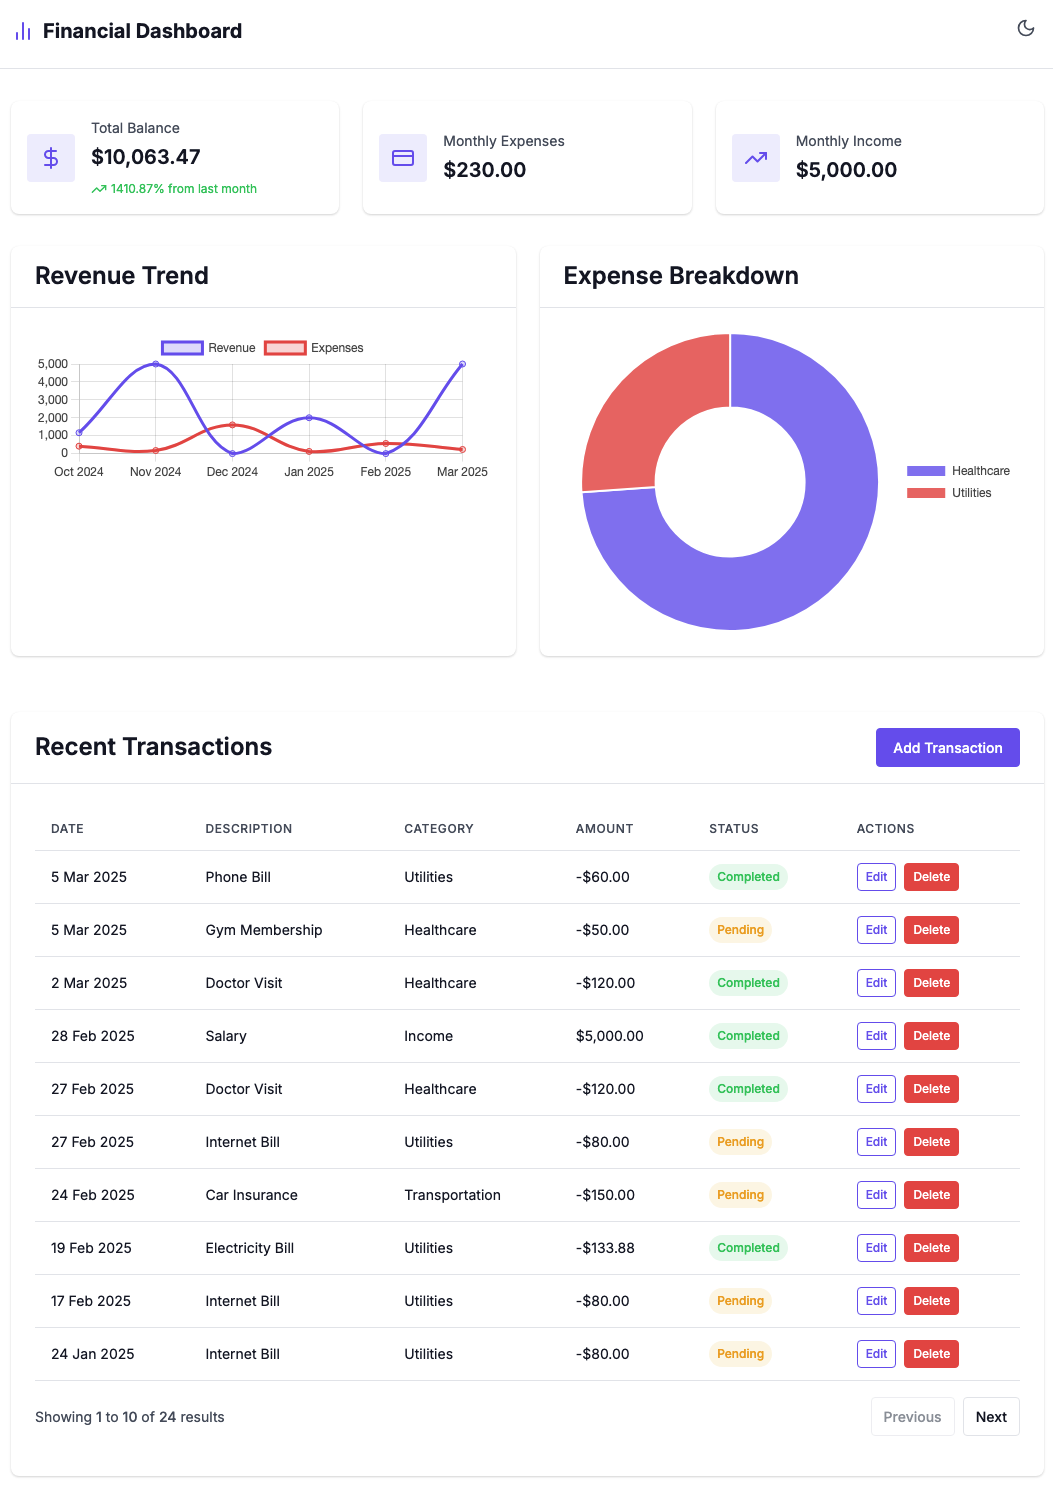 Financial Dashboard
Total Balance
$10,063.47
1410.87% from last month
Monthly Expenses
$230.00
Monthly Income
$5,000.00
Revenue Trend
Revenue Expenses
5,000
4,000
3,000
2,000
1,000
0
Oct 2024 Nov 2024 Dec 2024 Jan 2025 Feb 2025 Mar 2025
Expense Breakdown
Healthcare
Utilities
Recent Transactions
Add Transaction
DATE DESCRIPTION CATEGORY AMOUNT STATUS ACTIONS
5 Mar 2025 Phone Bill Utilities -$60.00 Completed Edit Delete
5 Mar 2025 Gym Membership Healthcare -$50.00 Pending Edit Delete
2 Mar 2025 Doctor Visit Healthcare -$120.00 Completed Edit Delete
28 Feb 2025 Salary Income $5,000.00 Completed Edit Delete
27 Feb 2025 Doctor Visit Healthcare -$120.00 Completed Edit Delete
27 Feb 2025 Internet Bill Utilities -$80.00 Pending Edit Delete
24 Feb 2025 Car Insurance Transportation -$150.00 Pending Edit Delete
19 Feb 2025 Electricity Bill Utilities -$133.88 Completed Edit Delete
17 Feb 2025 Internet Bill Utilities -$80.00 Pending Edit Delete
24 Jan 2025 Internet Bill Utilities -$80.00 Pending Edit Delete
Showing 1 to 10 of 24 results
Previous Next